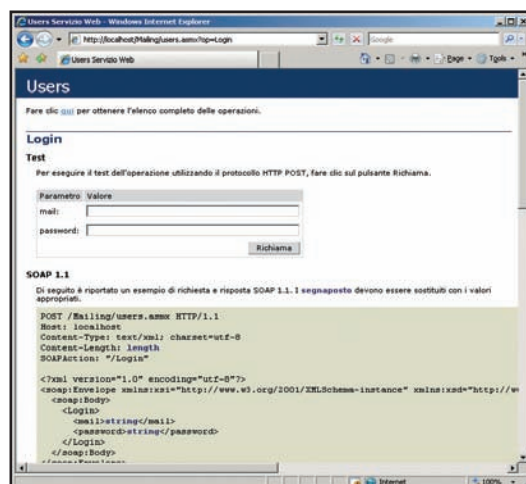 Users Servizio Web - Windows Internet Explorer
http://localhost/Mailing/users.asmx?op=Login
Google
Users Servizio Web
Page
Tools
Users
Fare clic qui per ottenere l'elenco completo delle operazioni.
Login
Test
Per eseguire il test dell'operazione utilizzando il protocollo HTTP POST, fare clic sul pulsante Richiama.
Parametro Valore
mail:
password:
Richiama
SOAP 1.1
Di seguito è riportato un esempio di richiesta e risposta SOAP 1.1. I segnaposto devono essere sostituiti con i valori
appropriati.
POST /Mailing/users.asmx HTTP/1.1
Host: localhost
Content-Type: text/xml; charset=utf-8
Content-Length: length
SOAPAction: "/Login"
<?xml version="1.0" encoding="utf-8"?>
<soap:Envelope xmlns:xsi="http://www.w3.org/2001/XMLSchema-instance" xmlns:xsd="http://w
<soap:Body>
<Login>
<mail>string</mail>
<password>string</password>
</Login>
</soap:Body>
</soap:Envelope>
Internet
100%